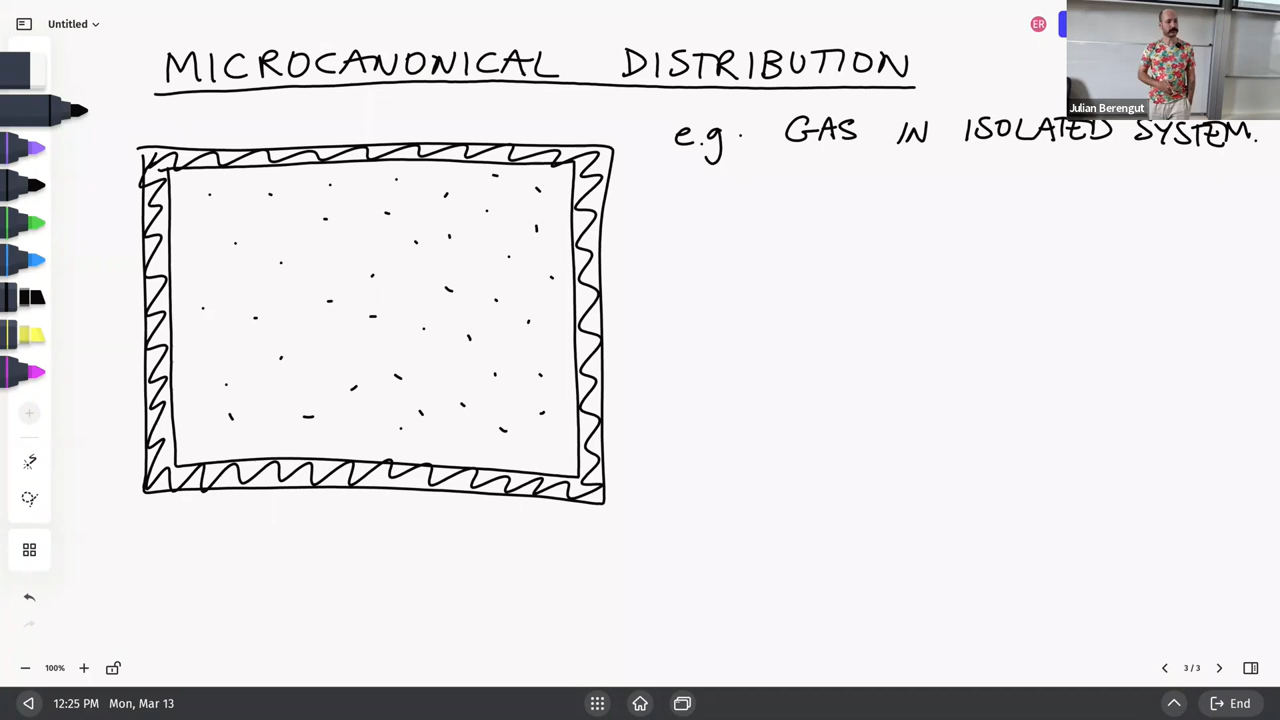 Untitled
ER
MICROCANONICAL DISTRIBUTION
Julian Berengut
e.g. GAS IN ISOLATED SYSTEM.
100%
3/3
12:25 PM Mon, Mar 13
End